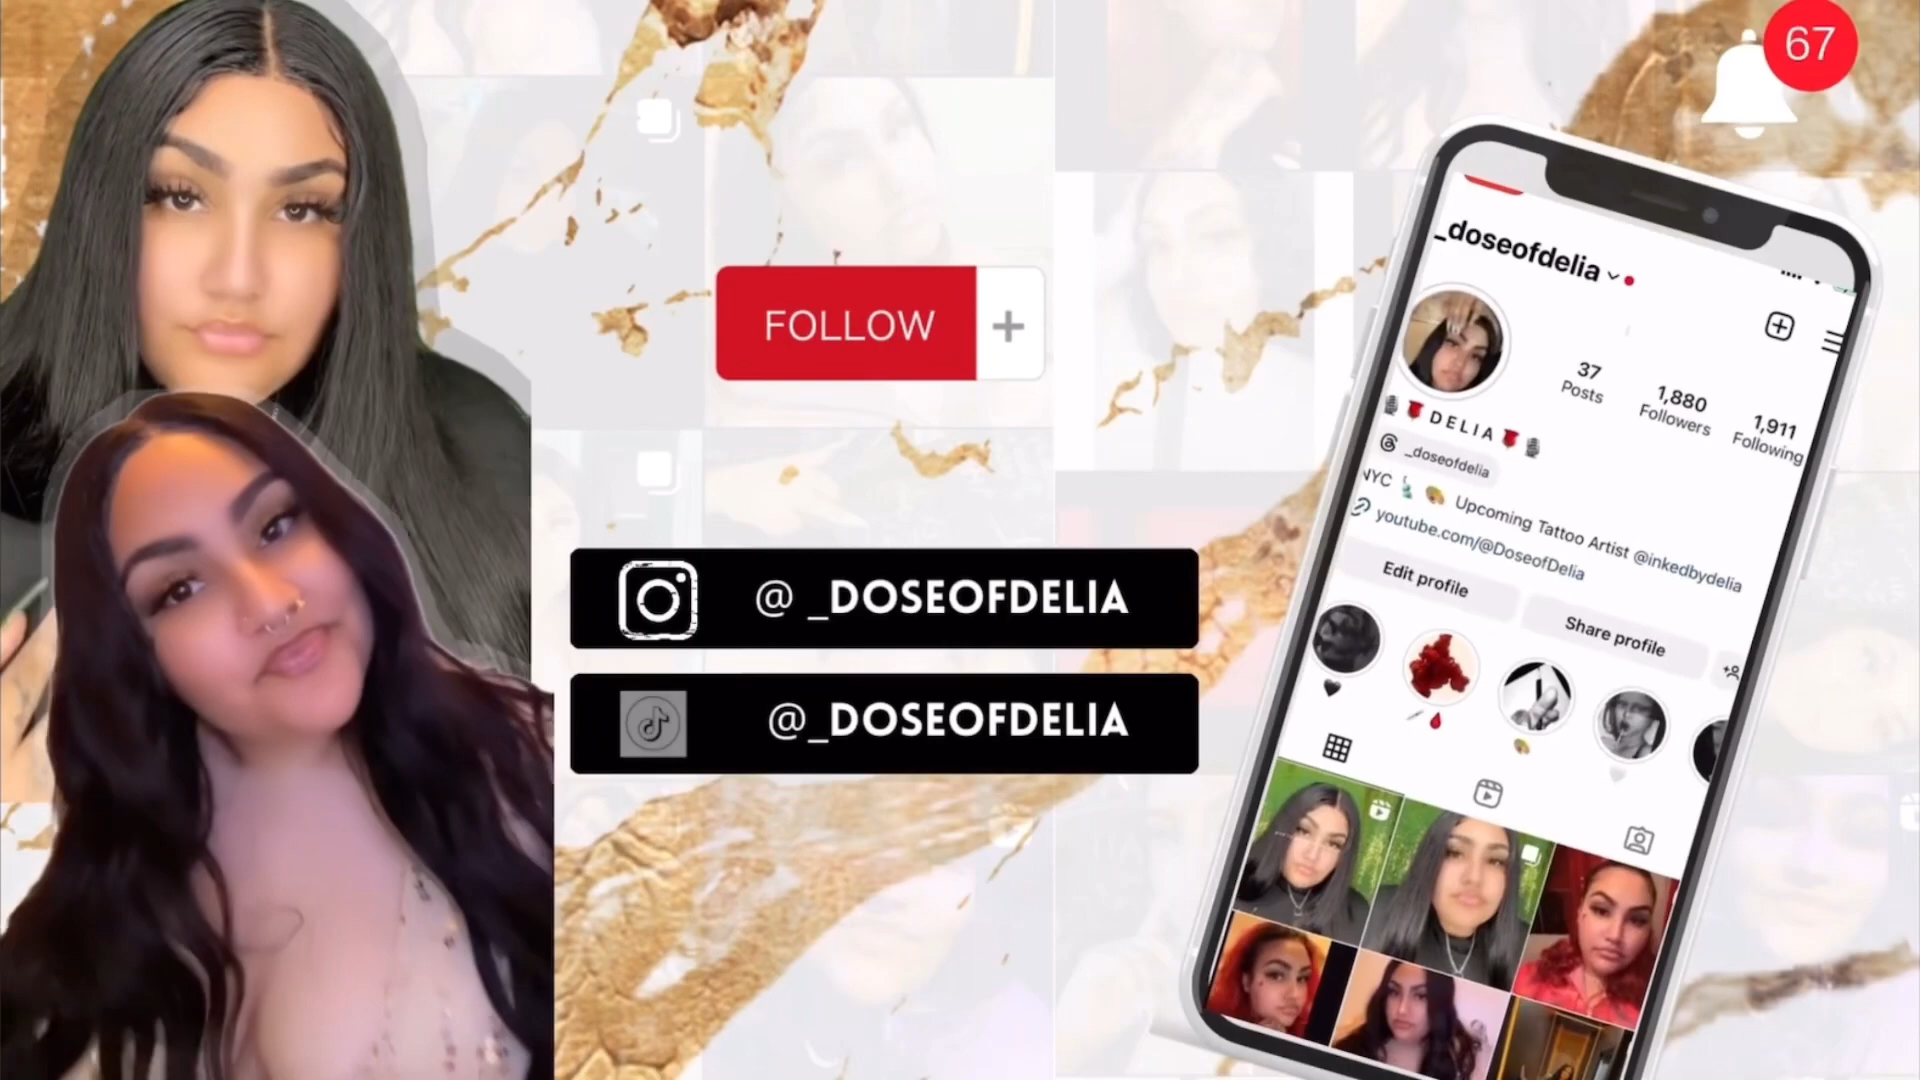 67
_doseofdelia
FOLLOW +
37
Posts
1,880
Followers
1,911
Following
DELIA
_doseofdelia
NYC Upcoming Tattoo Artist @inkedbydelia
youtube.com/@DoseofDelia
Edit profile
Share profile
@ _DOSEOFDELIA
@_DOSEOFDELIA